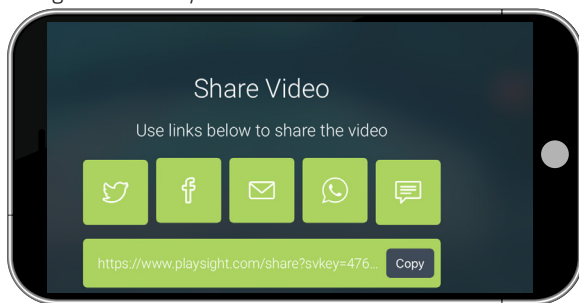 Share Video
Use links below to share the video
https://www.playsight.com/share?svkey=476... Copy